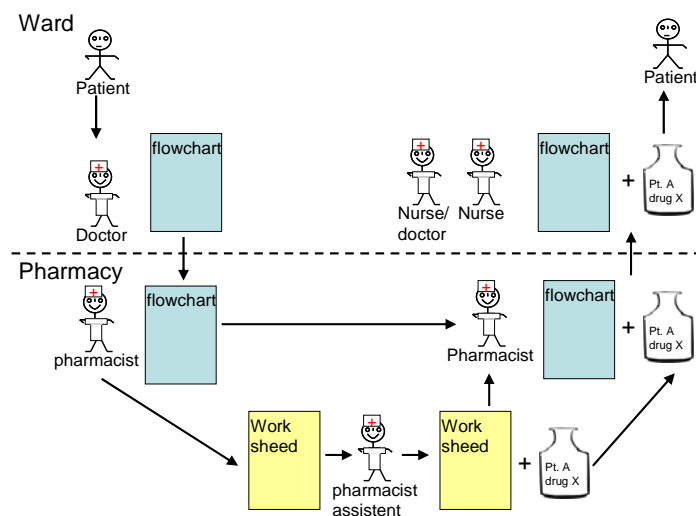 Ward
Patient
Patient
flowchart
flowchart
Pt. A
drug X
+
Doctor
Nurse/
doctor
Nurse
Pharmacy
flowchart
flowchart
Pt. A
drug X
+
pharmacist
Pharmacist
Work
sheed
Work
sheed
+
Pt. A
drug X
pharmacist
assistent